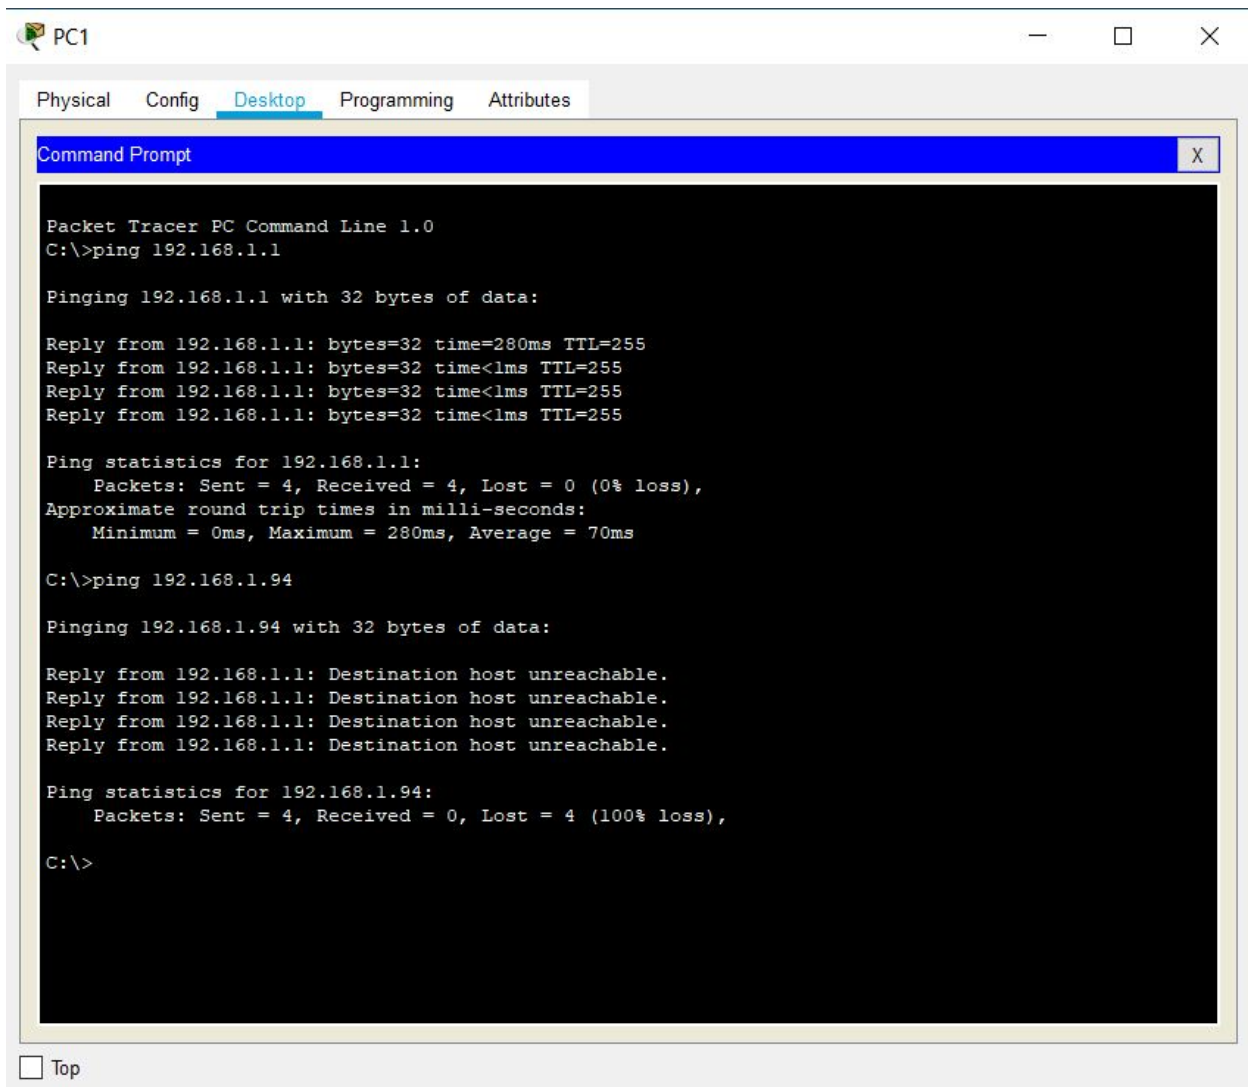 PC1
Physical Config Desktop Programming Attributes
Command Prompt X
Packet Tracer PC Command Line 1.0
C:\>ping 192.168.1.1
Pinging 192.168.1.1 with 32 bytes of data:
Reply from 192.168.1.1: bytes=32 time=280ms TTL=255
Reply from 192.168.1.1: bytes=32 time<1ms TTL=255
Reply from 192.168.1.1: bytes=32 time<1ms TTL=255
Reply from 192.168.1.1: bytes=32 time<1ms TTL=255
Ping statistics for 192.168.1.1:
Packets: Sent = 4, Received = 4, Lost = 0 (0% loss),
Approximate round trip times in milli-seconds:
Minimum = 0ms, Maximum = 280ms, Average = 70ms
C:\>ping 192.168.1.94
Pinging 192.168.1.94 with 32 bytes of data:
Reply from 192.168.1.1: Destination host unreachable.
Reply from 192.168.1.1: Destination host unreachable.
Reply from 192.168.1.1: Destination host unreachable.
Reply from 192.168.1.1: Destination host unreachable.
Ping statistics for 192.168.1.94:
Packets: Sent = 4, Received = 0, Lost = 4 (100% loss),
C:\>
Top